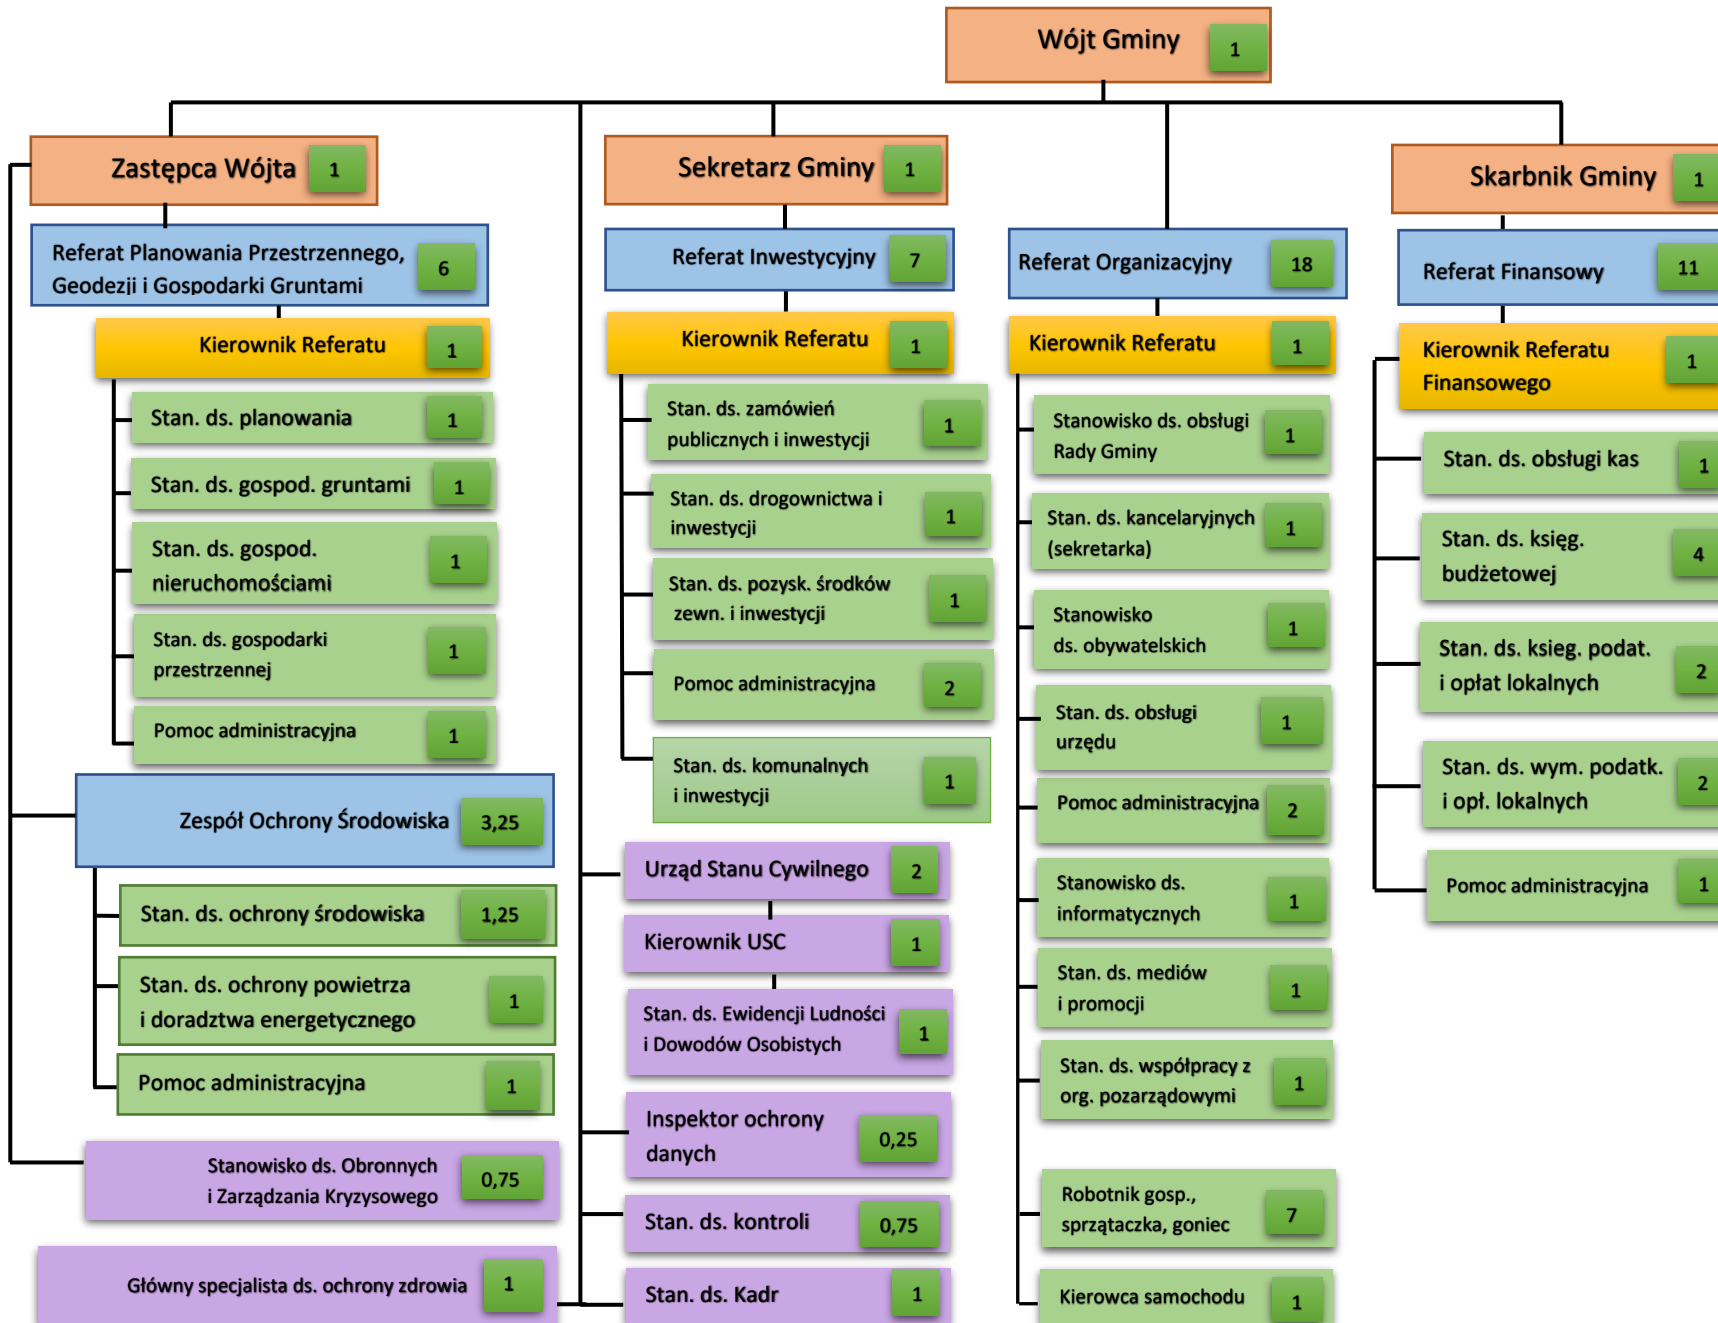 Wójt Gminy 1
Zastępca Wójta 1
Referat Planowania Przestrzennego,
Geodezji i Gospodarki Gruntami
6
Kierownik Referatu 1
Stan. ds. planowania 1
Stan. ds. gospod. gruntami 1
Stan. ds. gospod.
nieruchomościami
1
Stan. ds. gospodarki
przestrzennej
1
Pomoc administracyjna 1
Zespół Ochrony Środowiska 3,25
Stan. ds. ochrony środowiska 1,25
Stan. ds. ochrony powietrza
i doradztwa energetycznego
1
Pomoc administracyjna 1
Stanowisko ds. Obronnych
i Zarządzania Kryzysowego
0,75
Główny specjalista ds. ochrony zdrowia 1
Sekretarz Gminy 1
Referat Inwestycyjny 7
Kierownik Referatu 1
Stan. ds. zamówień
publicznych i inwestycji
1
Stan. ds. drogownictwa i
inwestycji
1
Stan. ds. pozysk. środków
zewn. i inwestycji
1
Pomoc administracyjna 2
Stan. ds. komunalnych
i inwestycji
1
Urząd Stanu Cywilnego 2
Kierownik USC 1
Stan. ds. Ewidencji Ludności
i Dowodów Osobistych
1
Inspektor ochrony
danych
0,25
Stan. ds. kontroli 0,75
Stan. ds. Kadr 1
Referat Organizacyjny 18
Kierownik Referatu 1
Stanowisko ds. obsługi
Rady Gminy
1
Stan. ds. kancelaryjnych
(sekretarka)
1
Stanowisko
ds. obywatelskich
1
Stan. ds. obsługi
urzędu
1
Pomoc administracyjna 2
Stanowisko ds.
informatycznych
1
Stan. ds. mediów
i promocji
1
Stan. ds. współpracy z
org. pozarządowymi
1
Robotnik gosp.,
sprzątaczka, goniec
7
Kierowca samochodu 1
Skarbnik Gminy 1
Referat Finansowy 11
Kierownik Referatu
Finansowego
1
Stan. ds. obsługi kas 1
Stan. ds. księg.
budżetowej
4
Stan. ds. ksieg. podat.
i opłat lokalnych
2
Stan. ds. wym. podatk.
i opł. lokalnych
2
Pomoc administracyjna 1